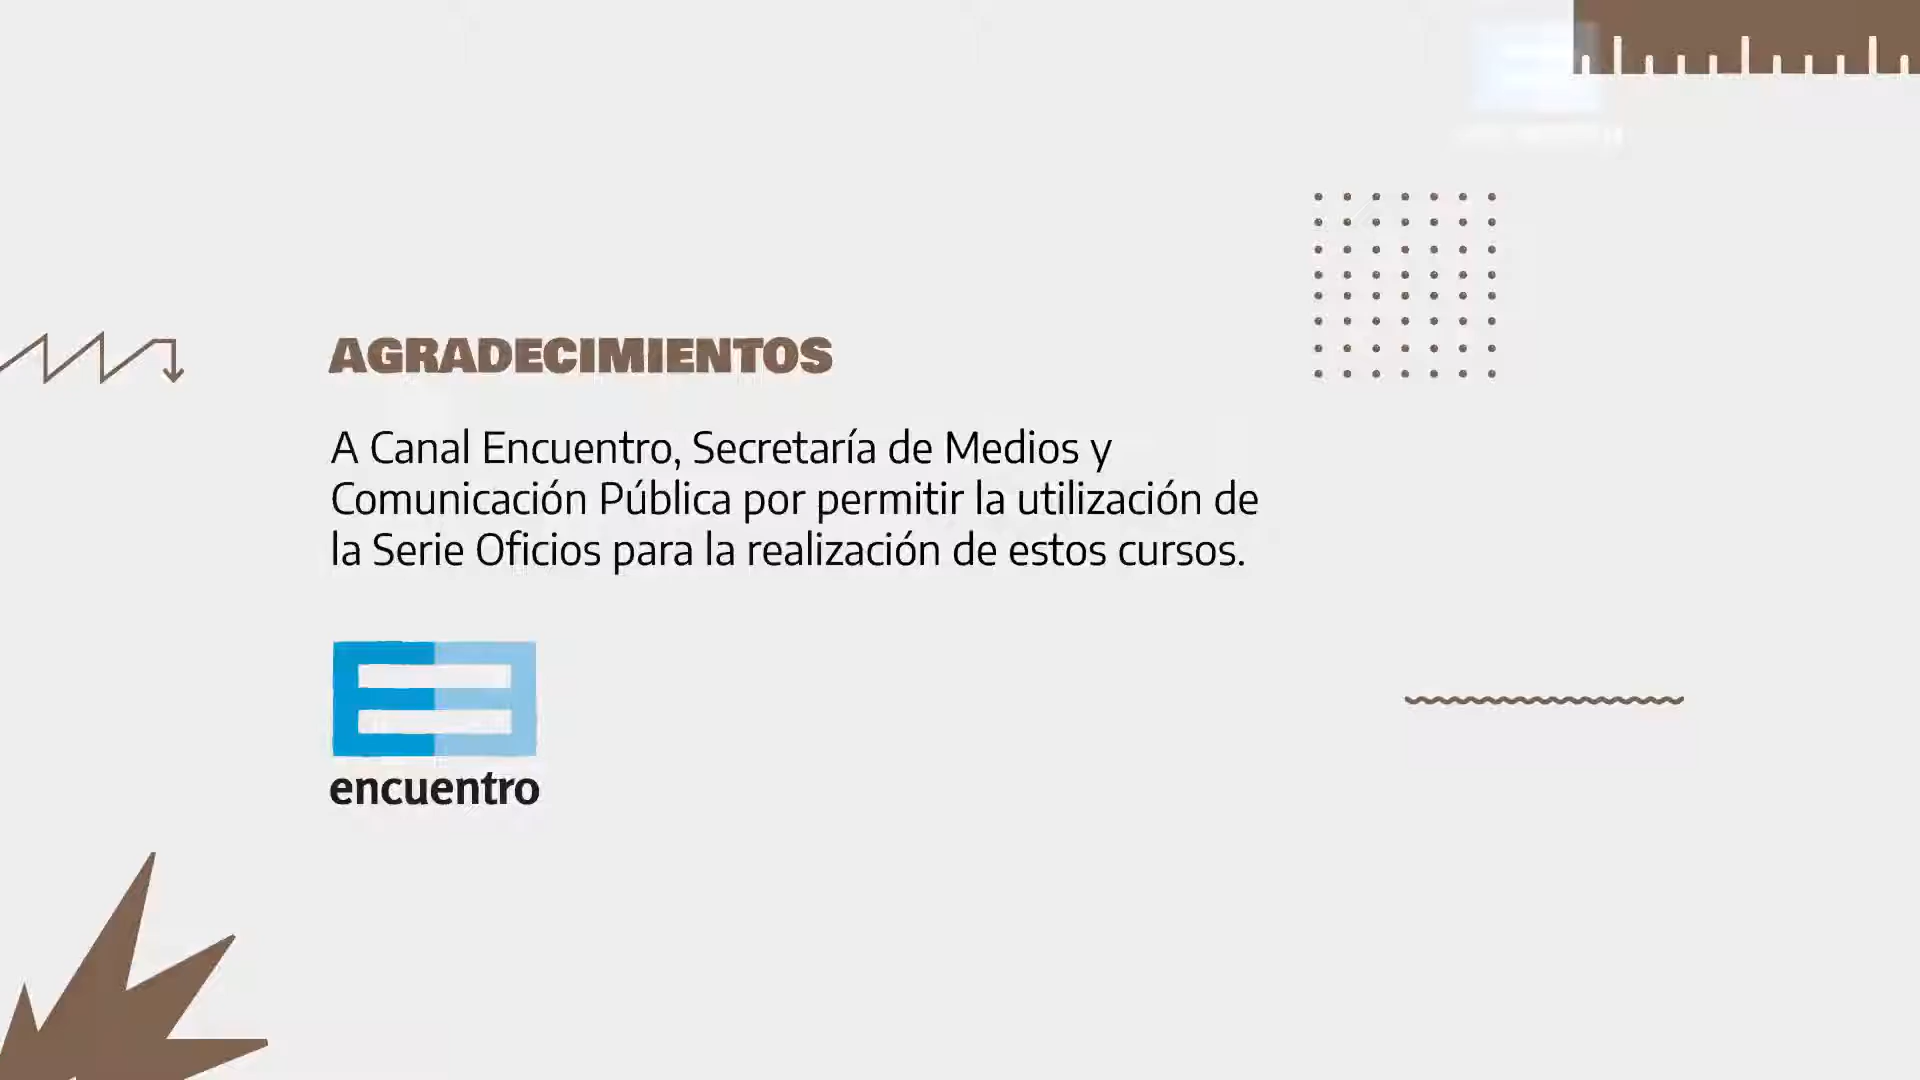 AGRADECIMIENTOS
A Canal Encuentro, Secretaría de Medios y
Comunicación Pública por permitir la utilización de
la Serie Oficios para la realización de estos cursos.
encuentro